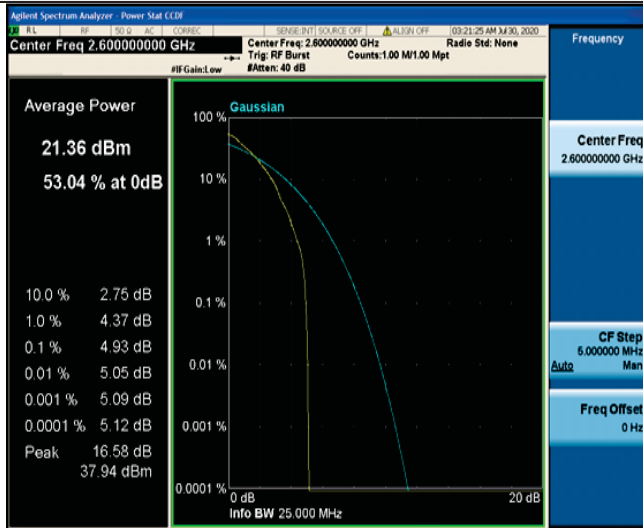 Agilent Spectrum Analyzer - Power Stat CCDF
RL RF 50 Ω AC CORREC SENSE:INT SOURCE OFF ALIGN OFF 03:21:25 AM Jul 30, 2020
Center Freq 2.600000000 GHz
Center Freq: 2.600000000 GHz Radio Std: None
Trig: RF Burst Counts:1.00 M/1.00 Mpt
#IFGain:Low #Atten: 40 dB
Frequency
Average Power
21.36 dBm
53.04 % at 0dB
10.0 % 2.75 dB
1.0 % 4.37 dB
0.1 % 4.93 dB
0.01 % 5.05 dB
0.001 % 5.09 dB
0.0001 % 5.12 dB
Peak 16.58 dB
37.94 dBm
Gaussian
100 %
10 %
1 %
0.1 %
0.01 %
0.001 %
0.0001 %
0 dB 20 dB
Info BW 25.000 MHz
Center Freq
2.600000000 GHz
CF Step
5.000000 MHz
Auto Man
Freq Offset
0 Hz